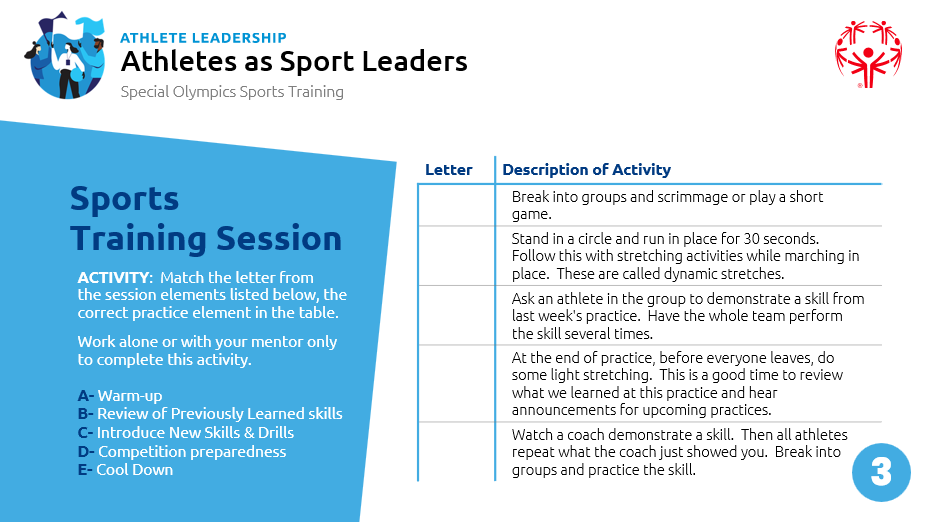 ATHLETE LEADERSHIP
Athletes as Sport Leaders
Special Olympics Sports Training
Sports
Training Session
ACTIVITY:  Match the letter from
the session elements listed below, the
correct practice element in the table.
Work alone or with your mentor only
to complete this activity.
A- Warm-up
B- Review of Previously Learned skills
C- Introduce New Skills & Drills
D- Competition preparedness
E- Cool Down
Letter Description of Activity
Break into groups and scrimmage or play a short
game.
Stand in a circle and run in place for 30 seconds.
Follow this with stretching activities while marching in
place.  These are called dynamic stretches.
Ask an athlete in the group to demonstrate a skill from
last week's practice.  Have the whole team perform
the skill several times.
At the end of practice, before everyone leaves, do
some light stretching.  This is a good time to review
what we learned at this practice and hear
announcements for upcoming practices.
Watch a coach demonstrate a skill.  Then all athletes
repeat what the coach just showed you.  Break into
groups and practice the skill.
3
®